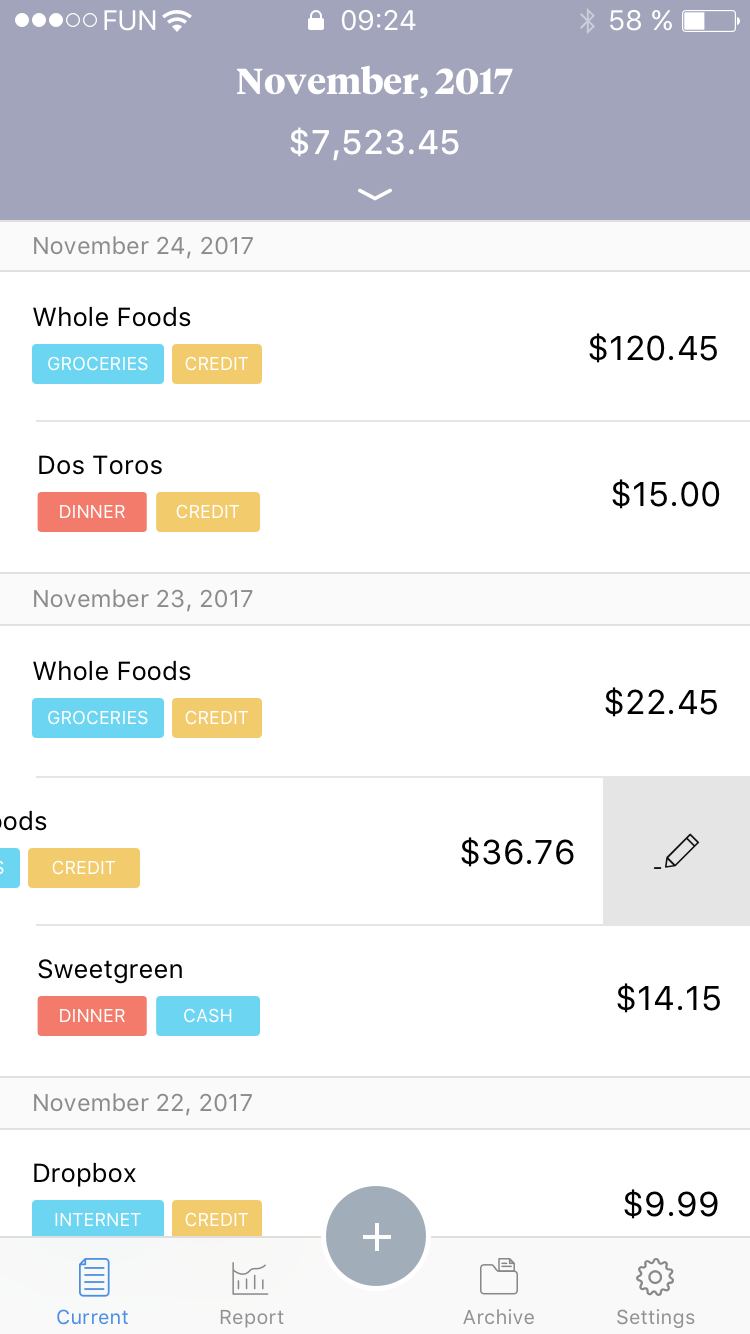 FUN 09:24 58 %
November, 2017
$7,523.45
November 24, 2017
Whole Foods
GROCERIES CREDIT
$120.45
Dos Toros
DINNER CREDIT
$15.00
November 23, 2017
Whole Foods
GROCERIES CREDIT
$22.45
oods
S CREDIT
$36.76
Sweetgreen
DINNER CASH
$14.15
November 22, 2017
Dropbox
INTERNET CREDIT
$9.99
+
Current Report Archive Settings